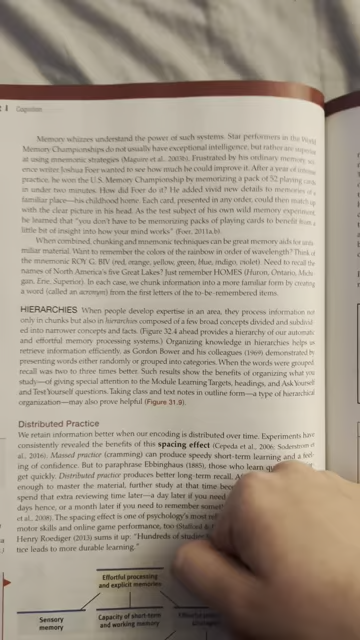 Cognition
Memory whizzes understand the power of such systems. Star performers in the World
Memory Championships do not usually have exceptional intelligence, but rather are superior
at using mnemonic strategies (Maguire et al., 2003b). Frustrated by his ordinary memory, sci-
ence writer Joshua Foer wanted to see how much he could improve it. After a year of intense
practice, he won the U.S. Memory Championship by memorizing a pack of 52 playing cards
in under two minutes. How did Foer do it? He added vivid new details to memories of a
familiar place—his childhood home. Each card, presented in any order, could then match up
with the clear picture in his head. As the test subject of his own wild memory experiment,
he learned that "you don't have to be memorizing packs of playing cards to benefit from a
little bit of insight into how your mind works" (Foer, 2011a,b).
When combined, chunking and mnemonic techniques can be great memory aids for unfa-
miliar material. Want to remember the colors of the rainbow in order of wavelength? Think of
the mnemonic ROY G. BIV (red, orange, yellow, green, blue, indigo, violet). Need to recall the
names of North America's five Great Lakes? Just remember HOMES (Huron, Ontario, Mich-
igan, Erie, Superior). In each case, we chunk information into a more familiar form by creating
a word (called an acronym) from the first letters of the to-be-remembered items.
HIERARCHIES When people develop expertise in an area, they process information not
only in chunks but also in hierarchies composed of a few broad concepts divided and subdivid-
ed into narrower concepts and facts. (Figure 32.4 ahead provides a hierarchy of our automatic
and effortful memory processing systems.) Organizing knowledge in hierarchies helps us
retrieve information efficiently, as Gordon Bower and his colleagues (1969) demonstrated by
presenting words either randomly or grouped into categories. When the words were grouped,
recall was two to three times better. Such results show the benefits of organizing what you
study—of giving special attention to the Module Learning Targets, headings, and Ask Yourself
and Test Yourself questions. Taking class and text notes in outline form—a type of hierarchical
organization—may also prove helpful (Figure 31.9).
Distributed Practice
We retain information better when our encoding is distributed over time. Experiments have
consistently revealed the benefits of this spacing effect (Cepeda et al., 2006; Soderstrom et
al., 2016). Massed practice (cramming) can produce speedy short-term learning and a feel-
ing of confidence. But to paraphrase Ebbinghaus (1885), those who learn
get quickly. Distributed practice produces better long-term recall.
enough to master the material, further study at that time
spend that extra reviewing time later—a day later if you need
days hence, or a month later if you need to remember
et al., 2008). The spacing effect is one of psychology's most
motor skills and online game performance, too (Stafford &
Henry Roediger (2013) sums it up: "Hundreds of studies
tice leads to more durable learning."
Effortful processing
and explicit memories
Sensory
memory
Capacity of short-term
and working memory